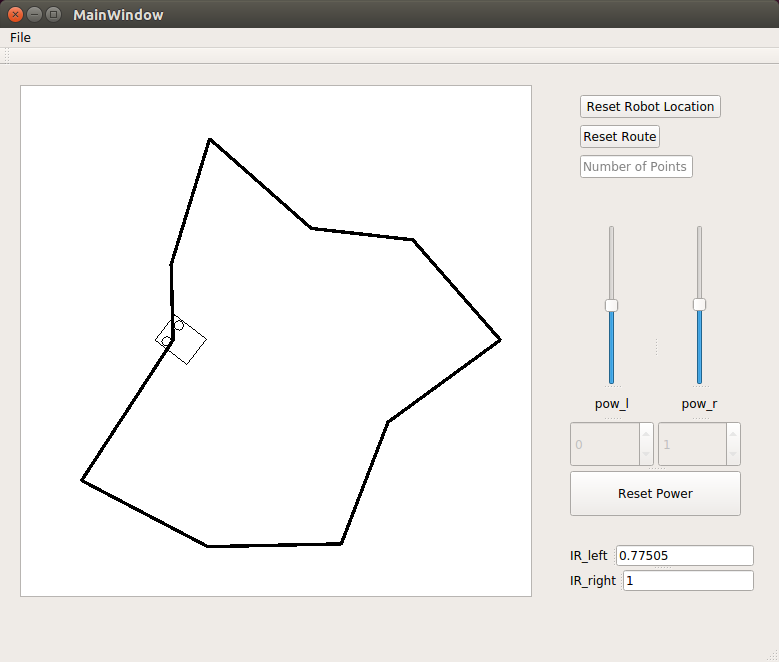 MainWindow
File
Reset Robot Location
Reset Route
Number of Points
pow_l pow_r
0 1
Reset Power
IR_left 0.77505
IR_right 1